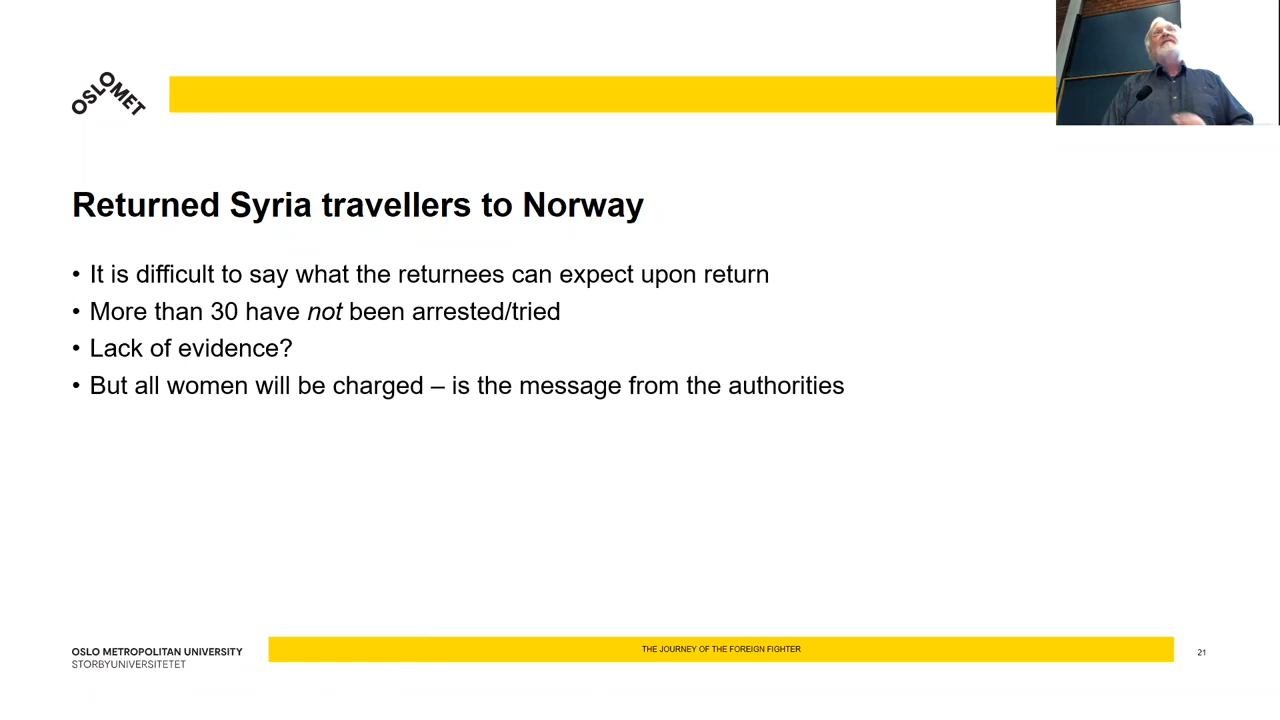 OSLOMET
Returned Syria travellers to Norway
• It is difficult to say what the returnees can expect upon return
• More than 30 have not been arrested/tried
• Lack of evidence?
• But all women will be charged – is the message from the authorities
OSLO METROPOLITAN UNIVERSITY
STORBYUNIVERSITETET
THE JOURNEY OF THE FOREIGN FIGHTER
21